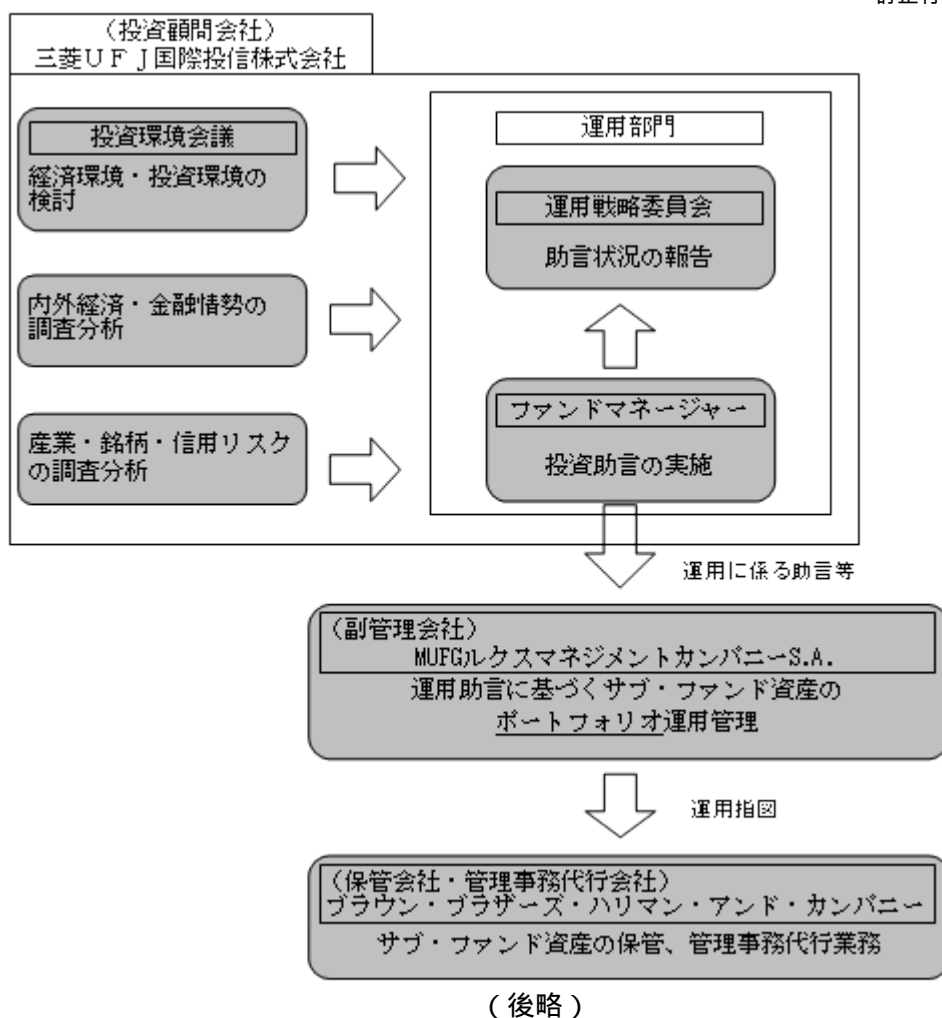 （投資顧問会社）
三菱ＵＦＪ国際投信株式会社
投資環境会議
経済環境・投資環境の
検討
内外経済・金融情勢の
調査分析
産業・銘柄・信用リスク
の調査分析
運用部門
運用戦略委員会
助言状況の報告
ファンドマネージャー
投資助言の実施
運用に係る助言等
（副管理会社）
MUFGルクスマネジメントカンパニーS.A.
運用助言に基づくサブ・ファンド資産の
ポートフォリオ運用管理
運用指図
（保管会社・管理事務代行会社）
ブラウン・ブラザーズ・ハリマン・アンド・カンパニー
サブ・ファンド資産の保管、管理事務代行業務
（後略）